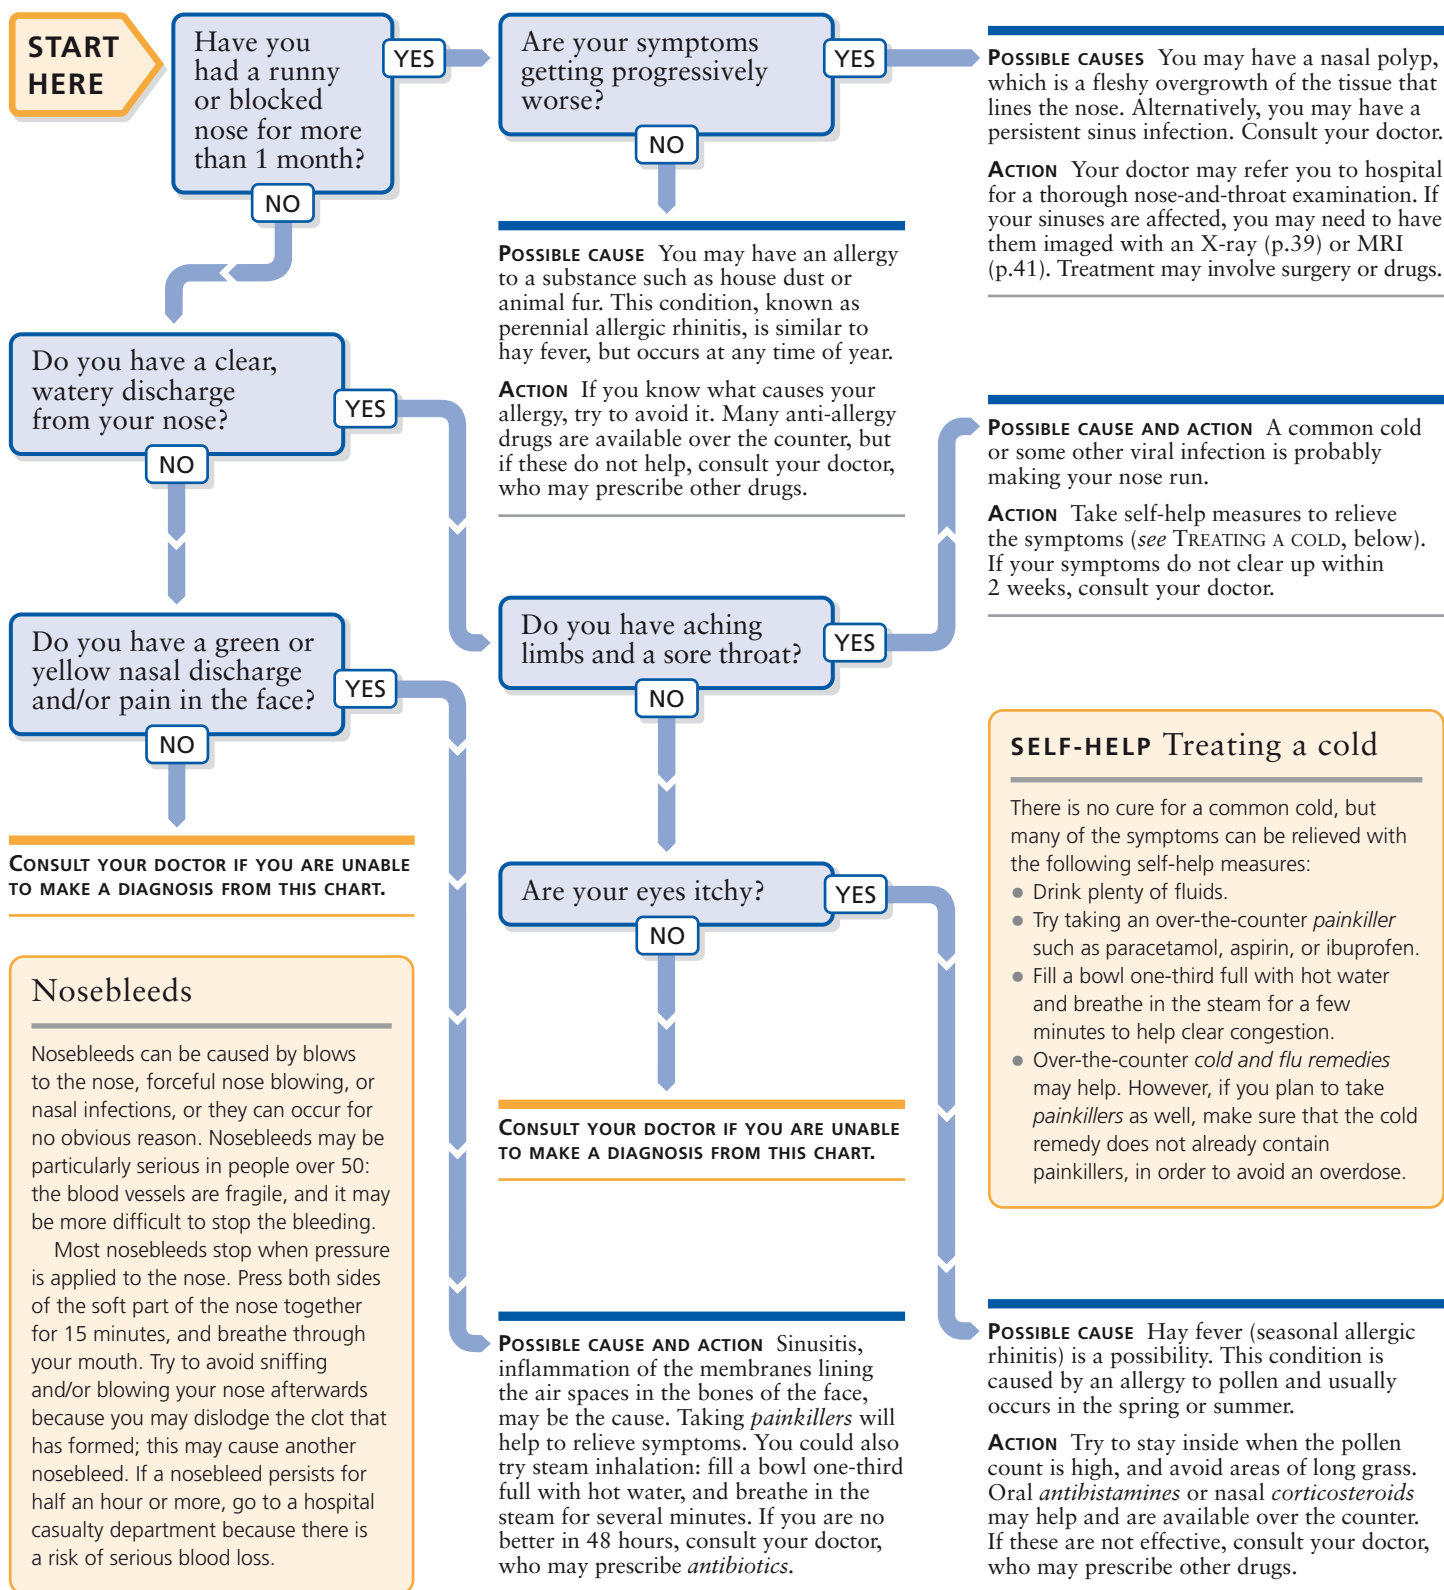 START
HERE
Have you
had a runny
or blocked
nose for more
than 1 month?
YES
NO
Are your symptoms
getting progressively
worse?
YES
NO
POSSIBLE CAUSES You may have a nasal polyp,
which is a fleshy overgrowth of the tissue that
lines the nose. Alternatively, you may have a
persistent sinus infection. Consult your doctor.
ACTION Your doctor may refer you to hospital
for a thorough nose-and-throat examination. If
your sinuses are affected, you may need to have
them imaged with an X-ray (p.39) or MRI
(p.41). Treatment may involve surgery or drugs.
POSSIBLE CAUSE You may have an allergy
to a substance such as house dust or
animal fur. This condition, known as
perennial allergic rhinitis, is similar to
hay fever, but occurs at any time of year.
ACTION If you know what causes your
allergy, try to avoid it. Many anti-allergy
drugs are available over the counter, but
if these do not help, consult your doctor,
who may prescribe other drugs.
Do you have a clear,
watery discharge
from your nose?
YES
NO
POSSIBLE CAUSE AND ACTION A common cold
or some other viral infection is probably
making your nose run.
ACTION Take self-help measures to relieve
the symptoms (see TREATING A COLD, below).
If your symptoms do not clear up within
2 weeks, consult your doctor.
Do you have aching
limbs and a sore throat?
YES
NO
Do you have a green or
yellow nasal discharge
and/or pain in the face?
YES
NO
CONSULT YOUR DOCTOR IF YOU ARE UNABLE
TO MAKE A DIAGNOSIS FROM THIS CHART.
Are your eyes itchy?
YES
NO
CONSULT YOUR DOCTOR IF YOU ARE UNABLE
TO MAKE A DIAGNOSIS FROM THIS CHART.
SELF-HELP Treating a cold
There is no cure for a common cold, but
many of the symptoms can be relieved with
the following self-help measures:
● Drink plenty of fluids.
● Try taking an over-the-counter painkiller
such as paracetamol, aspirin, or ibuprofen.
● Fill a bowl one-third full with hot water
and breathe in the steam for a few
minutes to help clear congestion.
● Over-the-counter cold and flu remedies
may help. However, if you plan to take
painkillers as well, make sure that the cold
remedy does not already contain
painkillers, in order to avoid an overdose.
Nosebleeds
Nosebleeds can be caused by blows
to the nose, forceful nose blowing, or
nasal infections, or they can occur for
no obvious reason. Nosebleeds may be
particularly serious in people over 50:
the blood vessels are fragile, and it may
be more difficult to stop the bleeding.
Most nosebleeds stop when pressure
is applied to the nose. Press both sides
of the soft part of the nose together
for 15 minutes, and breathe through
your mouth. Try to avoid sniffing
and/or blowing your nose afterwards
because you may dislodge the clot that
has formed; this may cause another
nosebleed. If a nosebleed persists for
half an hour or more, go to a hospital
casualty department because there is
a risk of serious blood loss.
POSSIBLE CAUSE AND ACTION Sinusitis,
inflammation of the membranes lining
the air spaces in the bones of the face,
may be the cause. Taking painkillers will
help to relieve symptoms. You could also
try steam inhalation: fill a bowl one-third
full with hot water, and breathe in the
steam for several minutes. If you are no
better in 48 hours, consult your doctor,
who may prescribe antibiotics.
POSSIBLE CAUSE Hay fever (seasonal allergic
rhinitis) is a possibility. This condition is
caused by an allergy to pollen and usually
occurs in the spring or summer.
ACTION Try to stay inside when the pollen
count is high, and avoid areas of long grass.
Oral antihistamines or nasal corticosteroids
may help and are available over the counter.
If these are not effective, consult your doctor,
who may prescribe other drugs.